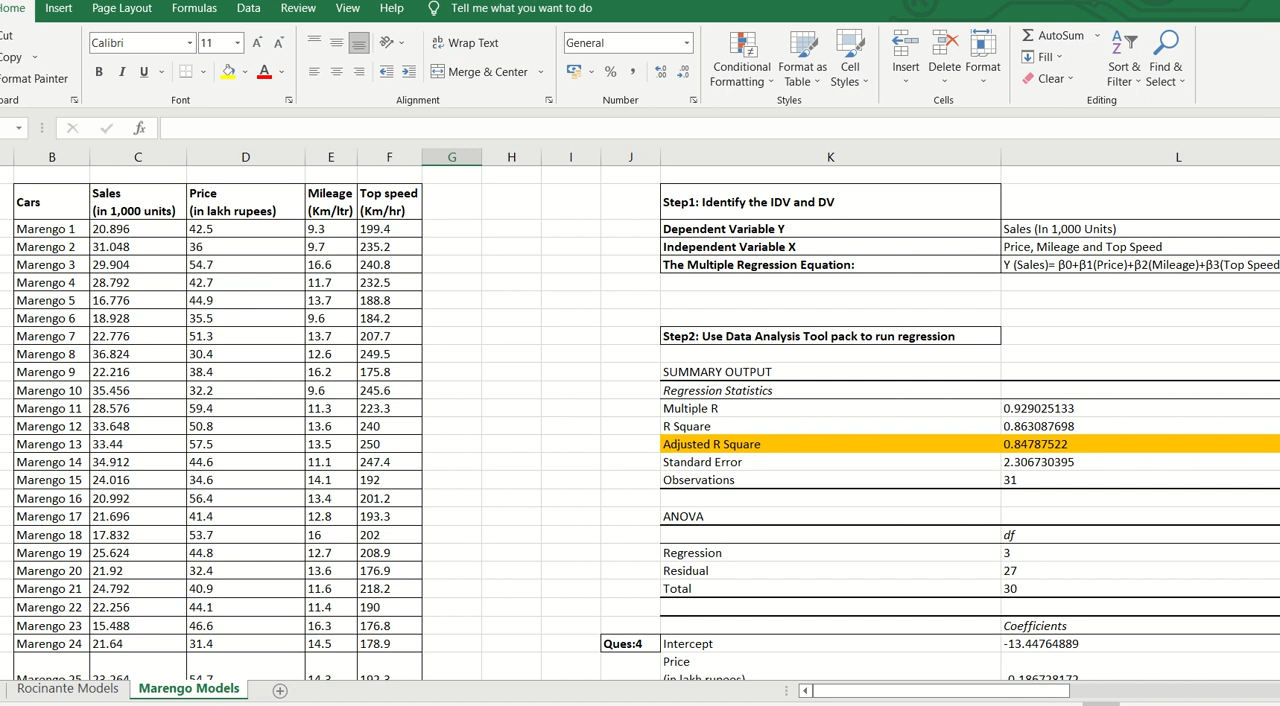 Home Insert Page Layout Formulas Data Review View Help Tell me what you want to do
Cut
Copy
Format Painter
Calibri 11
B I U A
Wrap Text
Merge & Center
General
% ,
Conditional Formatting
Format as Table
Cell Styles
Insert Delete Format
AutoSum
Fill
Clear
Sort & Filter
Find & Select
Font Alignment Number Styles Cells Editing
fx
B C D E F G H I J K L
Cars Sales (in 1,000 units) Price (in lakh rupees) Mileage (Km/ltr) Top speed (Km/hr)
Marengo 1 20.896 42.5 9.3 199.4
Marengo 2 31.048 36 9.7 235.2
Marengo 3 29.904 54.7 16.6 240.8
Marengo 4 28.792 42.7 11.7 232.5
Marengo 5 16.776 44.9 13.7 188.8
Marengo 6 18.928 35.5 9.6 184.2
Marengo 7 22.776 51.3 13.7 207.7
Marengo 8 36.824 30.4 12.6 249.5
Marengo 9 22.216 38.4 16.2 175.8
Marengo 10 35.456 32.2 9.6 245.6
Marengo 11 28.576 59.4 11.3 223.3
Marengo 12 33.648 50.8 13.6 240
Marengo 13 33.44 57.5 13.5 250
Marengo 14 34.912 44.6 11.1 247.4
Marengo 15 24.016 34.6 14.1 192
Marengo 16 20.992 56.4 13.4 201.2
Marengo 17 21.696 41.4 12.8 193.3
Marengo 18 17.832 53.7 16 202
Marengo 19 25.624 44.8 12.7 208.9
Marengo 20 21.92 32.4 13.6 176.9
Marengo 21 24.792 40.9 11.6 218.2
Marengo 22 22.256 44.1 11.4 190
Marengo 23 15.488 46.6 16.3 176.8
Marengo 24 21.64 31.4 14.5 178.9
Marengo 25 23.264 54.7 14.3 192.3
Step1: Identify the IDV and DV
Dependent Variable Y Sales (In 1,000 Units)
Independent Variable X Price, Mileage and Top Speed
The Multiple Regression Equation: Y (Sales)= β0+β1(Price)+β2(Mileage)+β3(Top Speed
Step2: Use Data Analysis Tool pack to run regression
SUMMARY OUTPUT
Regression Statistics
Multiple R 0.929025133
R Square 0.863087698
Adjusted R Square 0.84787522
Standard Error 2.306730395
Observations 31
ANOVA
df
Regression 3
Residual 27
Total 30
Coefficients
Ques:4 Intercept -13.44764889
Price
(in lakh rupees) -0.186728172
Rocinante Models Marengo Models